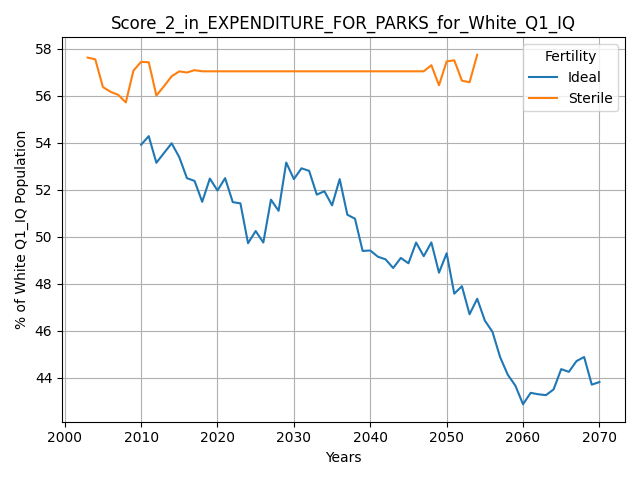 Score_2_in_EXPENDITURE_FOR_PARKS_for_White_Q1_IQ
Fertility
Ideal
Sterile
% of White Q1_IQ Population
58
56
54
52
50
48
46
44
2000 2010 2020 2030 2040 2050 2060 2070
Years